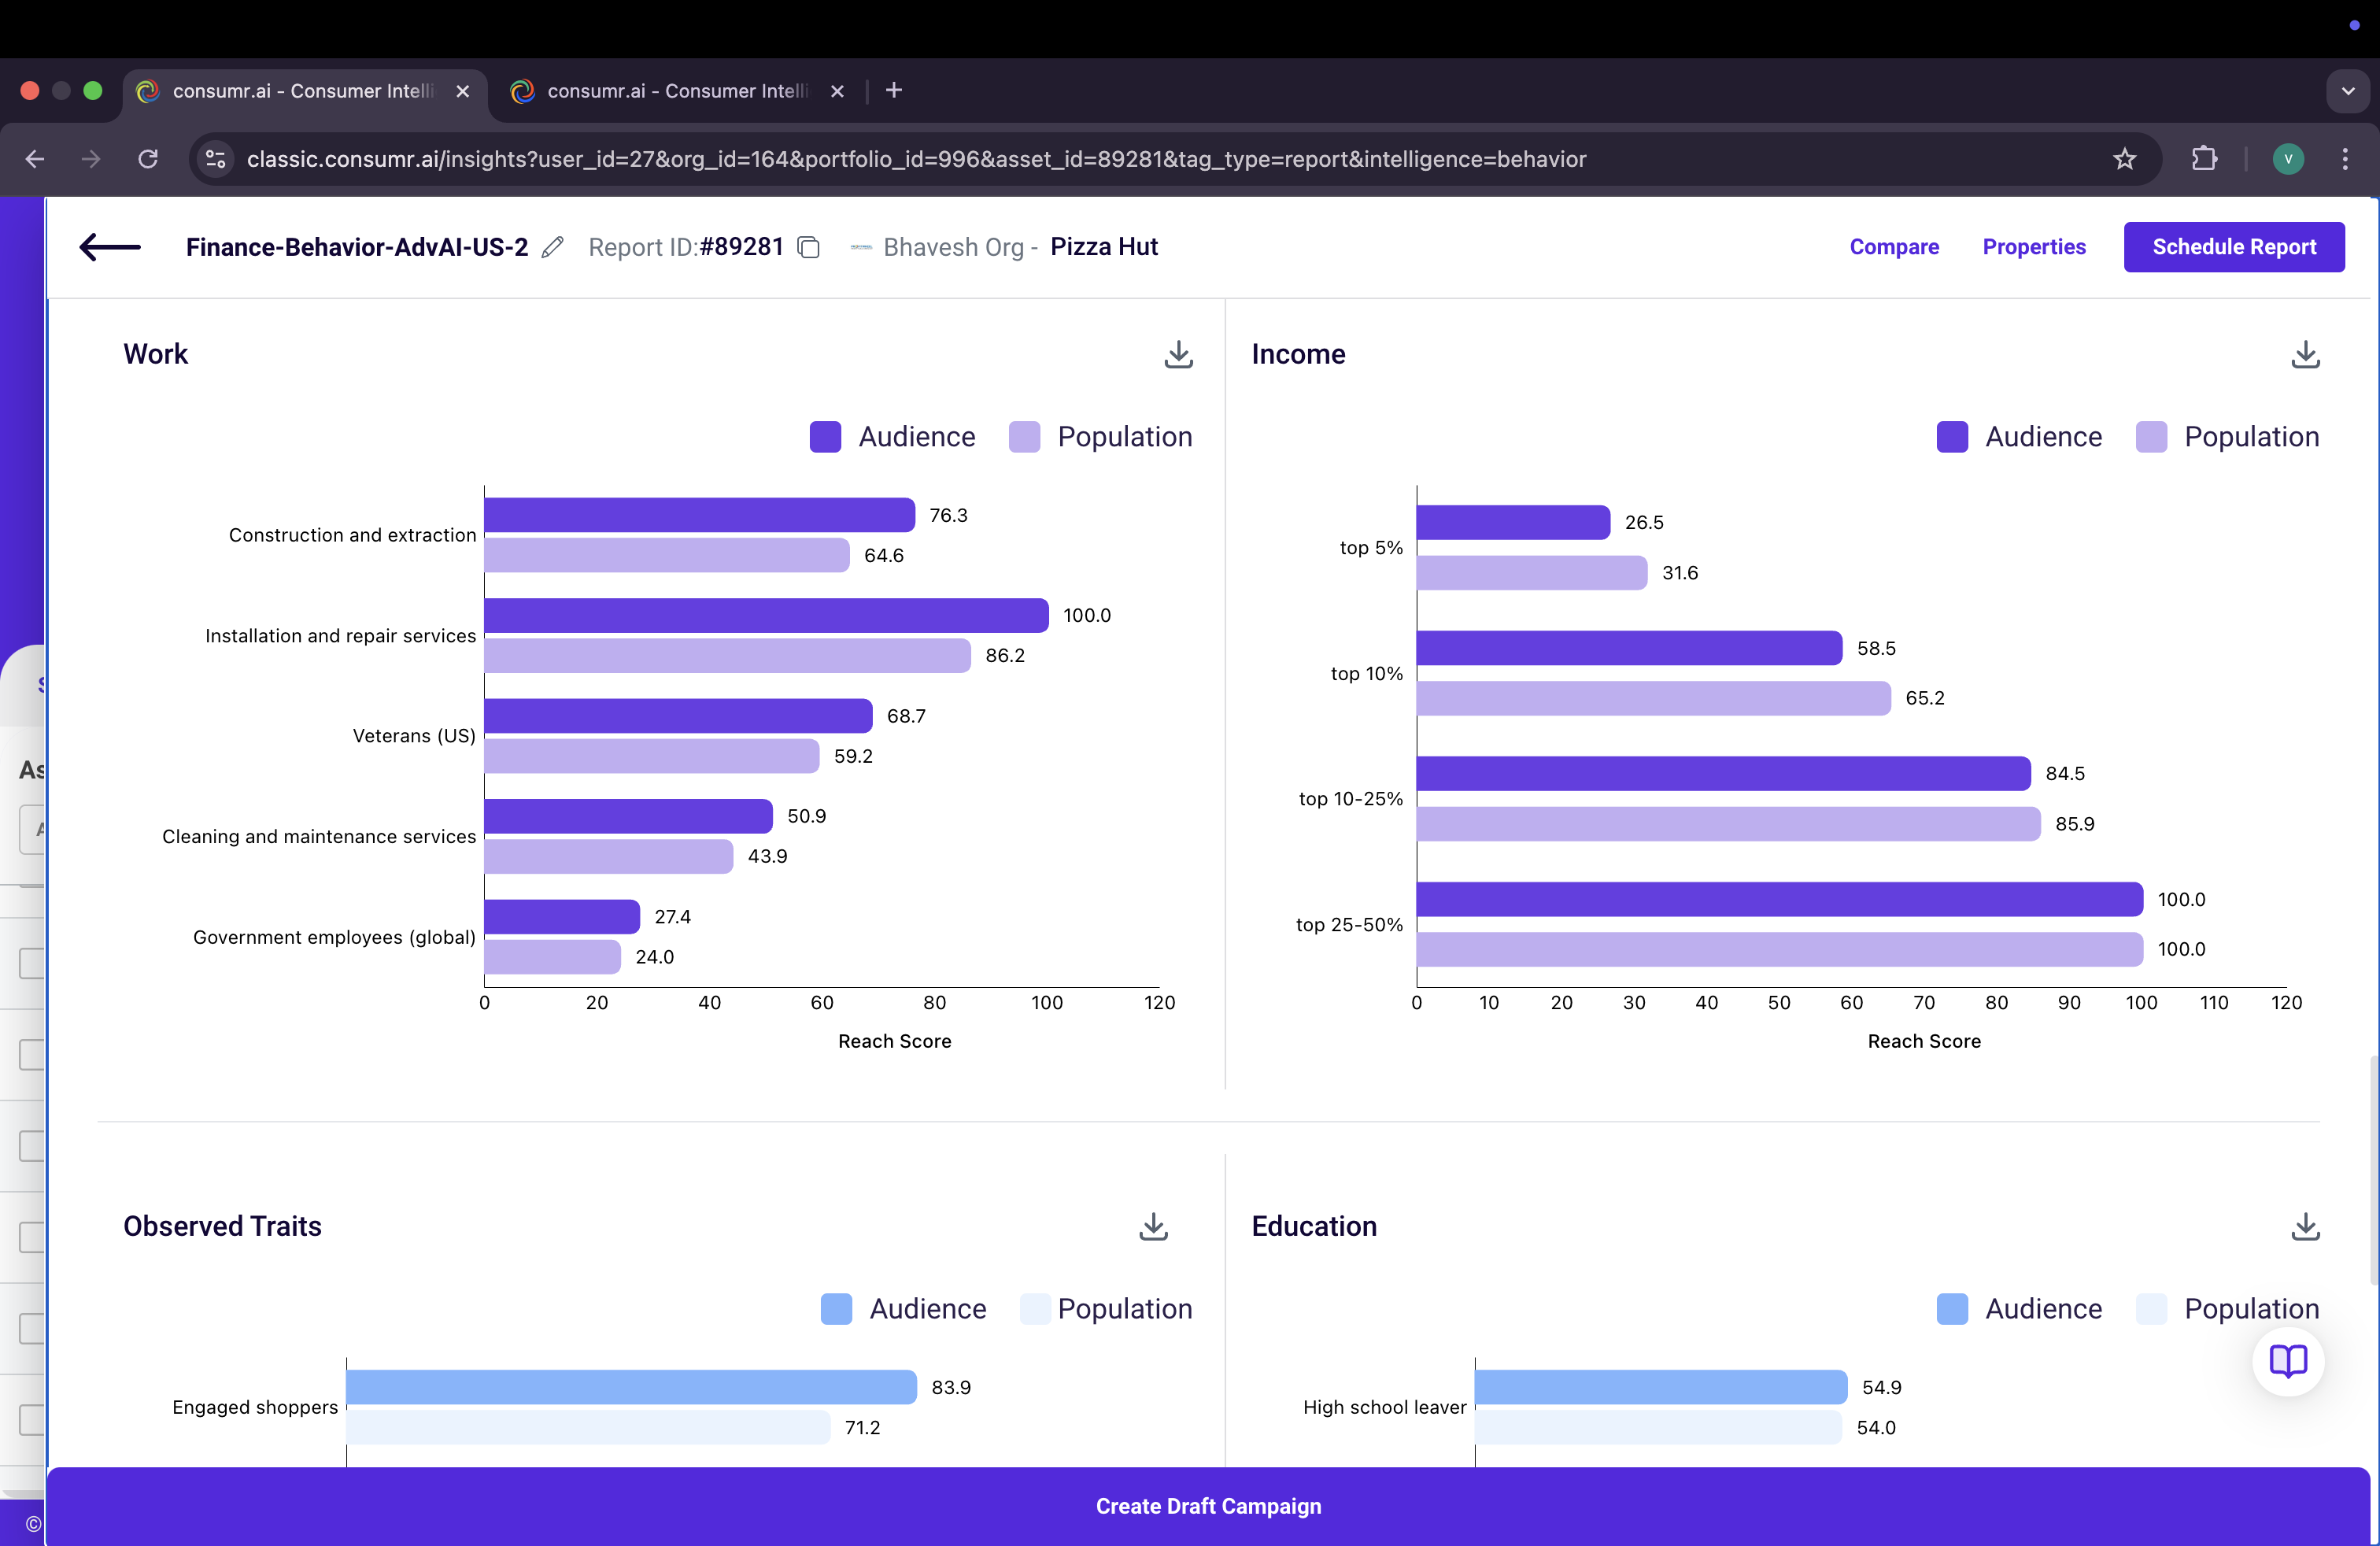 consumr.ai - Consumer Intelli
consumr.ai - Consumer Intelli
classic.consumr.ai/insights?user_id=27&org_id=164&portfolio_id=996&asset_id=89281&tag_type=report&intelligence=behavior
V
Finance-Behavior-AdvAI-US-2
Report ID:#89281
Bhavesh Org - Pizza Hut
Compare
Properties
Schedule Report
Work
Audience
Population
Construction and extraction
76.3
64.6
Installation and repair services
100.0
86.2
Veterans (US)
68.7
59.2
Cleaning and maintenance services
50.9
43.9
Government employees (global)
27.4
24.0
0 20 40 60 80 100 120
Reach Score
Income
Audience
Population
top 5%
26.5
31.6
top 10%
58.5
65.2
top 10-25%
84.5
85.9
top 25-50%
100.0
100.0
0 10 20 30 40 50 60 70 80 90 100 110 120
Reach Score
Observed Traits
Audience
Population
Engaged shoppers
83.9
71.2
Education
Audience
Population
High school leaver
54.9
54.0
Create Draft Campaign
As
©